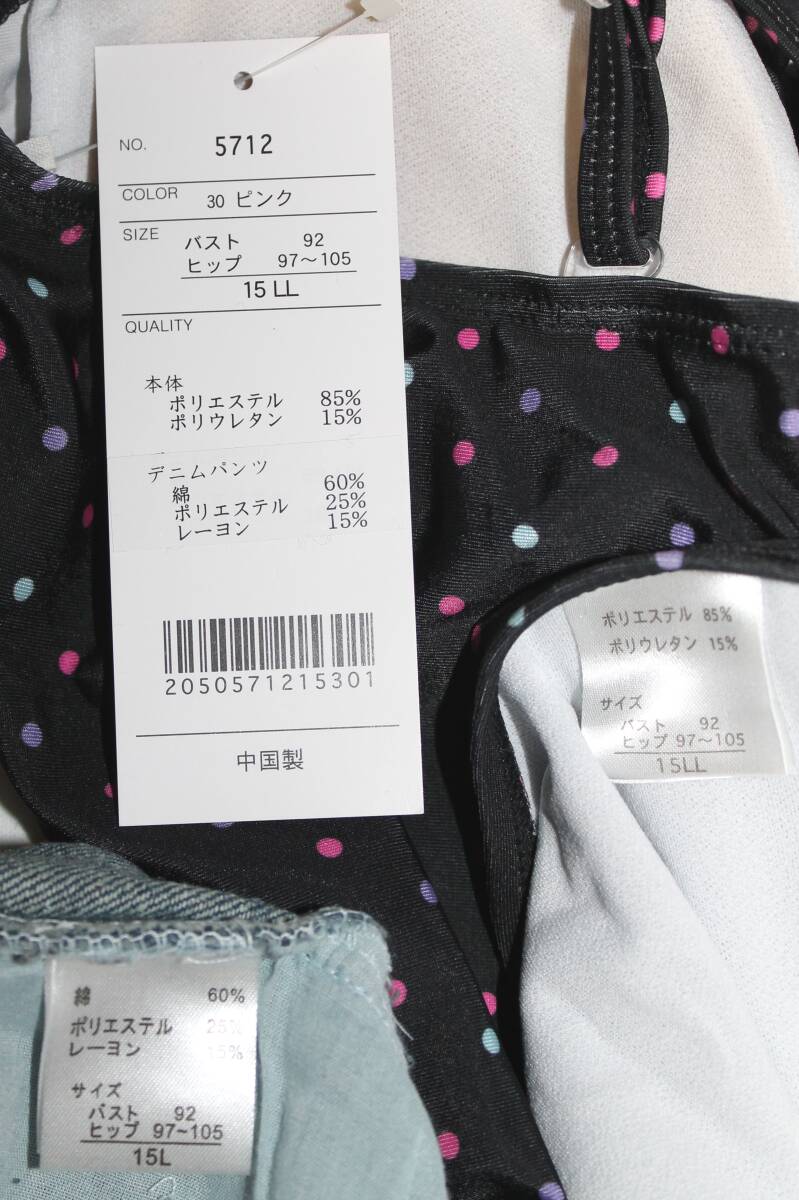 NO. 5712
COLOR 30 ピンク
SIZE バスト 92
ヒップ 97〜105
15 LL
QUALITY
本体
ポリエステル 85%
ポリウレタン 15%
デニムパンツ
綿 60%
ポリエステル 25%
レーヨン 15%
2050571215301
中国製
ポリエステル 85%
ポリウレタン 15%
サイズ
バスト 92
ヒップ 97〜105
15LL
綿 60%
ポリエステル 25%
レーヨン 15%
サイズ
バスト 92
ヒップ 97~105
15L